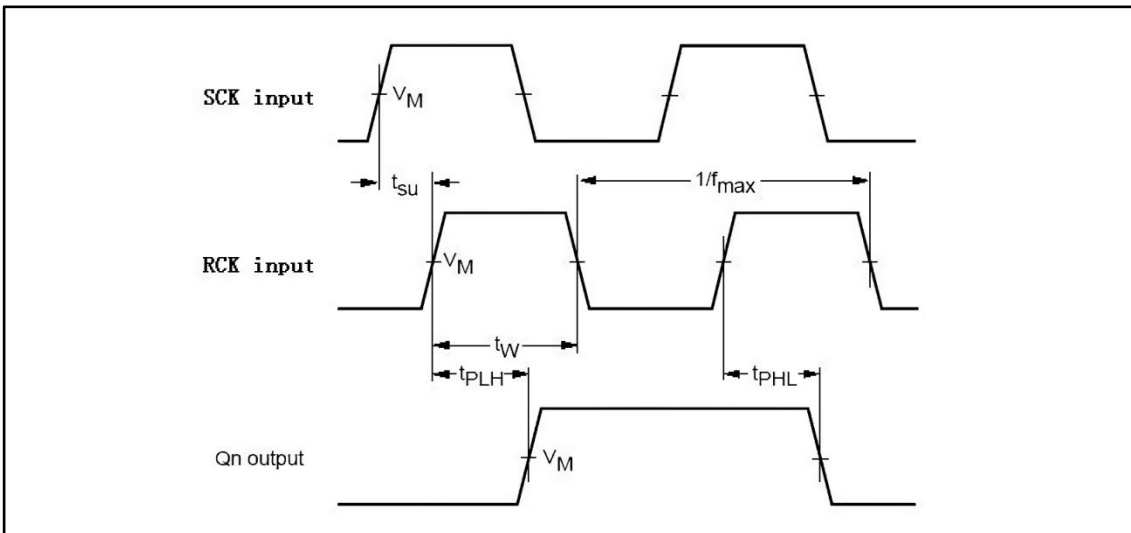 SCK input
VM
tsu
1/fmax
RCK input
VM
tW
tPLH
tPHL
Qn output
VM